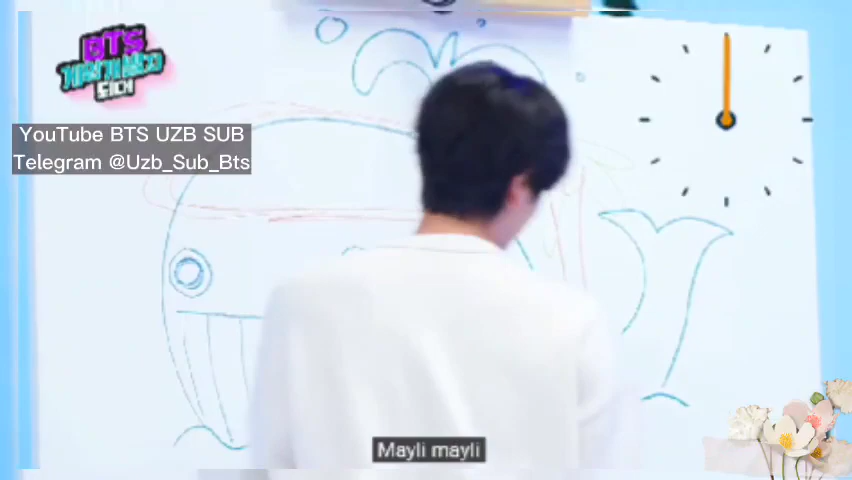 BTS
YouTube BTS UZB SUB
Telegram @Uzb_Sub_Bts
Mayli mayli